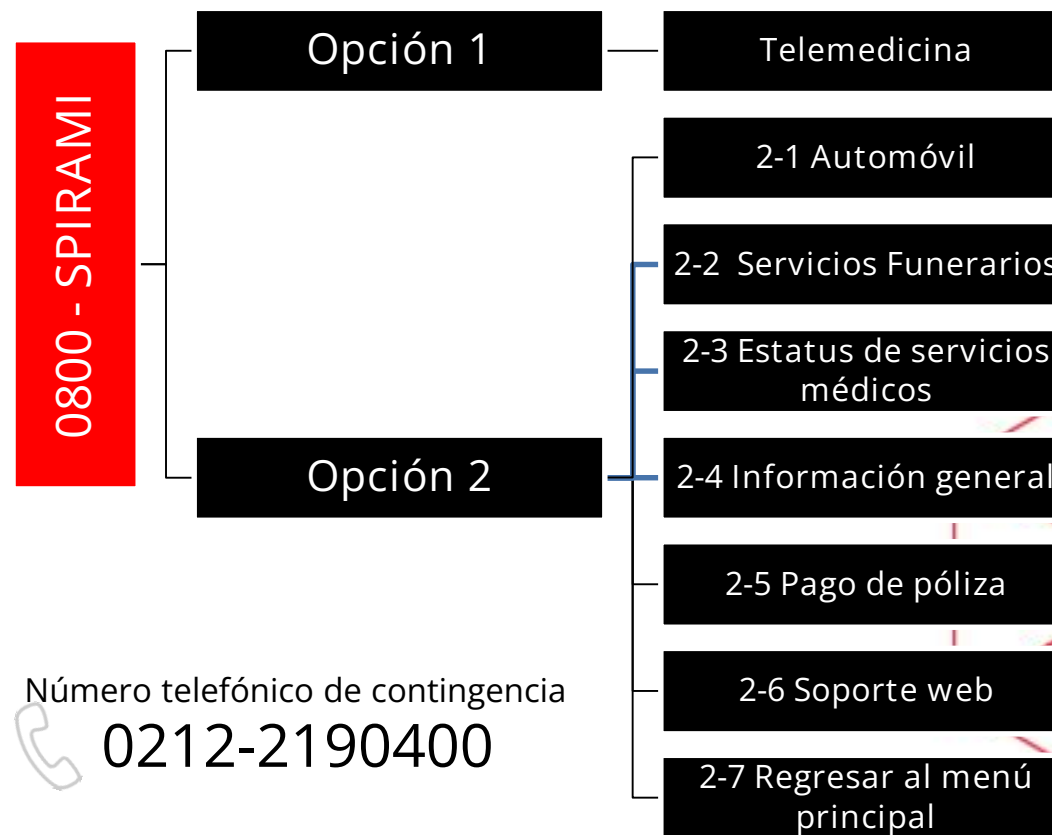 0800 - SPIRAMI
Opción 1
Telemedicina
Opción 2
2-1 Automóvil
2-2 Servicios Funerarios
2-3 Estatus de servicios
médicos
2-4 Información general
2-5 Pago de póliza
2-6 Soporte web
2-7 Regresar al menú
principal
Número telefónico de contingencia
0212-2190400